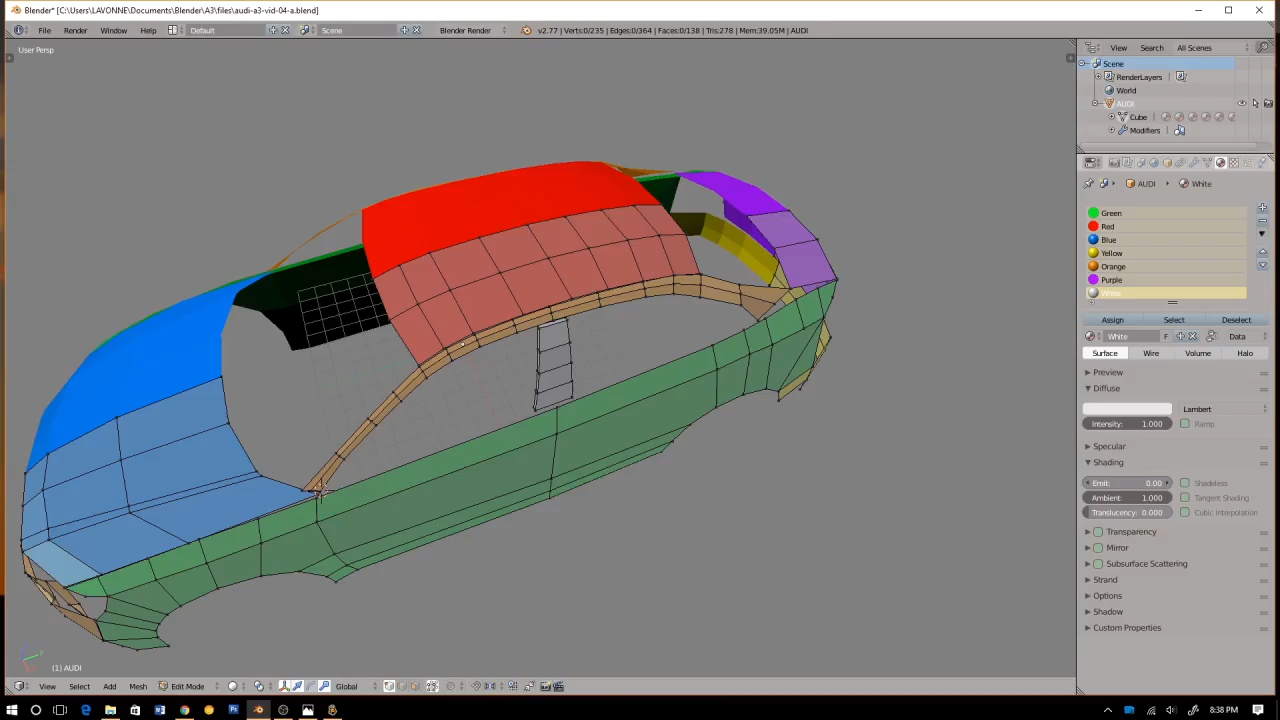 Blender* [C:\Users\LAVONNE\Documents\Blender\A3\files\audi-a3-vid-04-a.blend]
File Render Window Help Default Scene Blender Render v2.77 | Verts:0/235 | Edges:0/364 | Faces:0/138 | Tris:278 | Mem:39.05M | AUDI
User Persp
View Search All Scenes
Scene
RenderLayers
World
AUDI
Cube
Modifiers
AUDI White
Green
Red
Blue
Yellow
Orange
Purple
White
Assign Select Deselect
White F Data
Surface Wire Volume Halo
Preview
Diffuse
Lambert
Intensity: 1.000 Ramp
Specular
Shading
Emit: 0.00 Shadeless
Ambient: 1.000 Tangent Shading
Translucency: 0.000 Cubic Interpolation
Transparency
Mirror
Subsurface Scattering
Strand
Options
Shadow
Custom Properties
(1) AUDI
View Select Add Mesh Edit Mode Global
8:38 PM